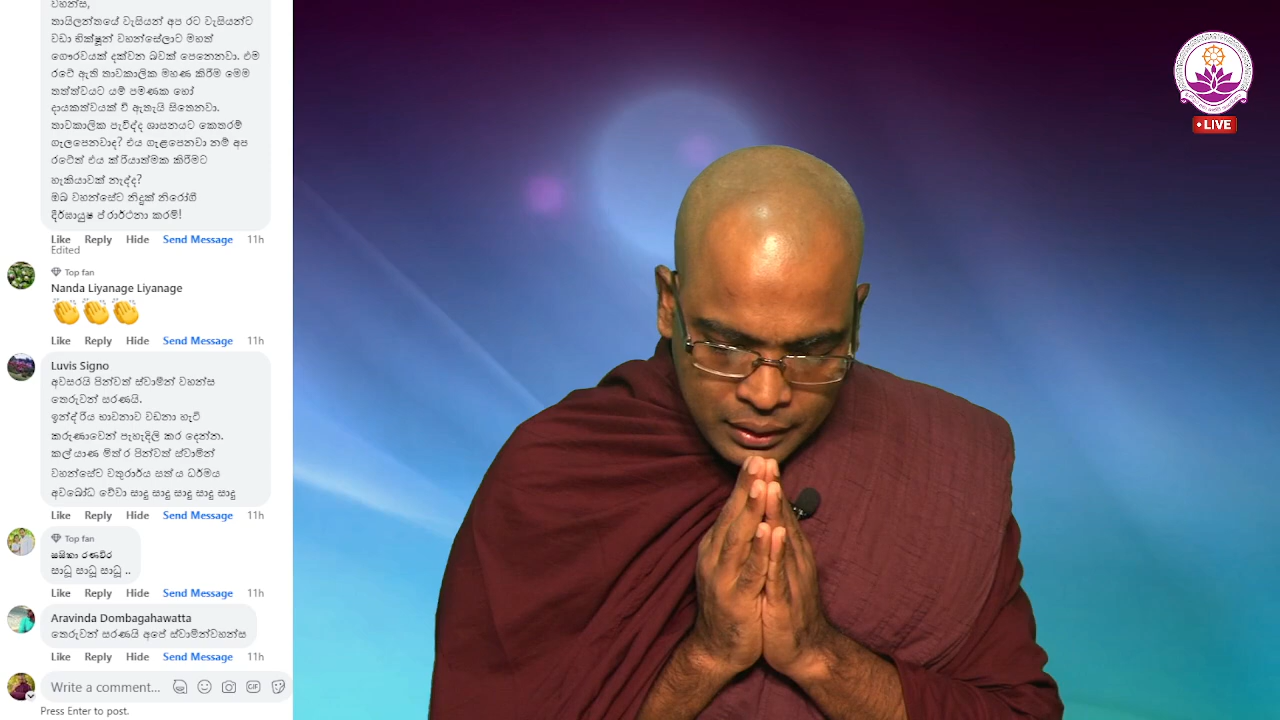 වහන්ස,
තායිලන්තයේ වැසියන් අප රට වැසියන්ට
වඩා භික්ෂූන් වහන්සේලාට මහත්
ගෞරවයක් දක්වන බවක් පෙනෙනවා. එම
රටේ ඇති තාවකාලික මහණ කිරීම මෙම
තත්ත්වයට යම් පමණක හෝ
දායකත්වයක් වී ඇතැයි සිතෙනවා.
තාවකාලික පැවිද්ද ශාසනයට කෙතරම්
ගැලපෙනවාද? එය ගැළපෙනවා නම් අප
රටේත් එය ක්රියාත්මක කිරීමට
හැකියාවක් නැද්ද?
ඔබ වහන්සේට නිදුක් නිරෝගී
දීර්ඝායුෂ ප්රාර්ථනා කරමි!
Like Reply Hide Send Message 11h
Edited
Top fan
Nanda Liyanage Liyanage
👏👏👏
Like Reply Hide Send Message 11h
Luvis Signo
අවසරයි පින්වත් ස්වාමින් වහන්ස
තෙරුවන් සරණයි.
ඉන්ද්රිය භාවනාව වඩනා හැටි
කරුණාවෙන් පැහැදිලි කර දෙන්න.
කල්යාණ මිත්ර පින්වත් ස්වාමින්
වහන්සේට චතුරාර්ය සත්ය ධර්මය
අවබෝධ වේවා සාදු සාදු සාදු සාදු සාදු
Like Reply Hide Send Message 11h
Top fan
ෂෂිකා රණවීර
සාධු සාධු සාධු ..
Like Reply Hide Send Message 11h
Aravinda Dombagahawatta
තෙරුවන් සරණයි අපේ ස්වාමින්වහන්ස
Like Reply Hide Send Message 11h
Write a comment...
GIF
Press Enter to post.
LIVE